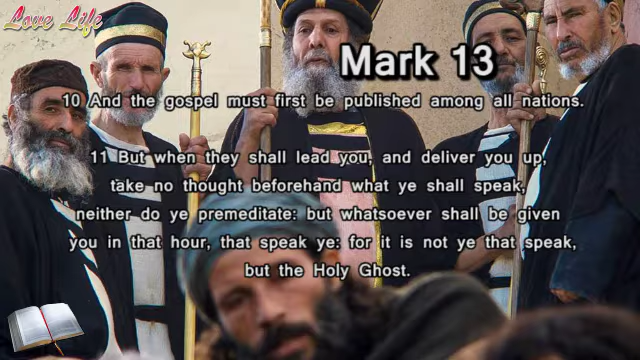 Love Life
Mark 13
10 And the gospel must first be published among all nations.
11 But when they shall lead you, and deliver you up,
take no thought beforehand what ye shall speak,
neither do ye premeditate: but whatsoever shall be given
you in that hour, that speak ye: for it is not ye that speak,
but the Holy Ghost.